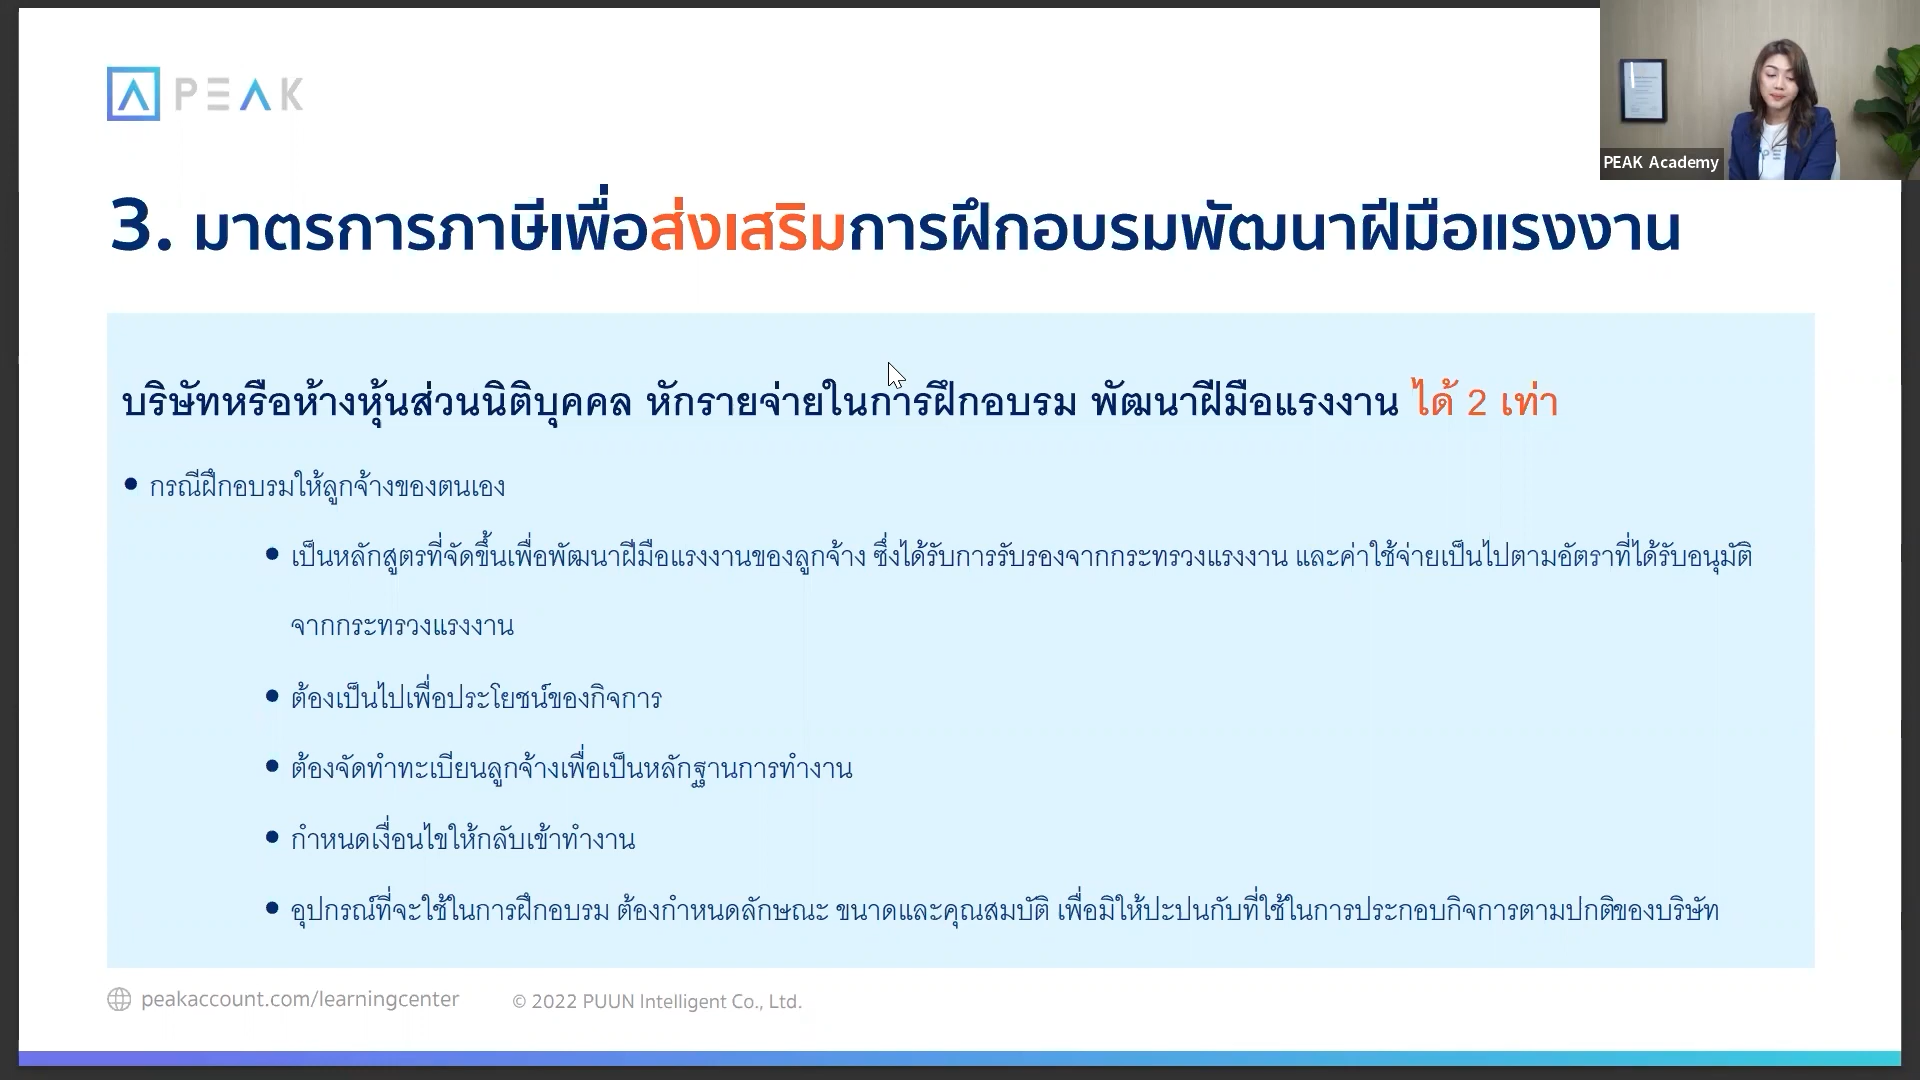 PEAK
PEAK Academy
3. มาตรการภาษีเพื่อส่งเสริมการฝึกอบรมพัฒนาฝีมือแรงงาน
บริษัทหรือห้างหุ้นส่วนนิติบุคคล หักรายจ่ายในการฝึกอบรม พัฒนาฝีมือแรงงาน ได้ 2 เท่า
กรณีฝึกอบรมให้ลูกจ้างของตนเอง
เป็นหลักสูตรที่จัดขึ้นเพื่อพัฒนาฝีมือแรงงานของลูกจ้าง ซึ่งได้รับการรับรองจากกระทรวงแรงงาน และค่าใช้จ่ายเป็นไปตามอัตราที่ได้รับอนุมัติ
จากกระทรวงแรงงาน
ต้องเป็นไปเพื่อประโยชน์ของกิจการ
ต้องจัดทำทะเบียนลูกจ้างเพื่อเป็นหลักฐานการทำงาน
กำหนดเงื่อนไขให้กลับเข้าทำงาน
อุปกรณ์ที่จะใช้ในการฝึกอบรม ต้องกำหนดลักษณะ ขนาดและคุณสมบัติ เพื่อมิให้ปะปนกับที่ใช้ในการประกอบกิจการตามปกติของบริษัท
peakaccount.com/learningcenter © 2022 PUUN Intelligent Co., Ltd.